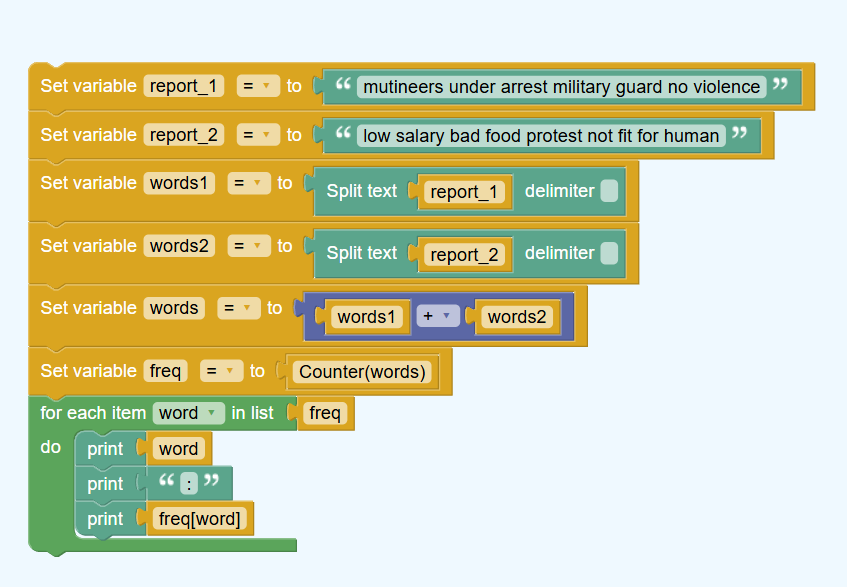 Set variable report_1 = to “ mutineers under arrest military guard no violence ”
Set variable report_2 = to “ low salary bad food protest not fit for human ”
Set variable words1 = to Split text report_1 delimiter
Set variable words2 = to Split text report_2 delimiter
Set variable words = to words1 + words2
Set variable freq = to Counter(words)
for each item word in list freq
do print word
print “ : ”
print freq[word]